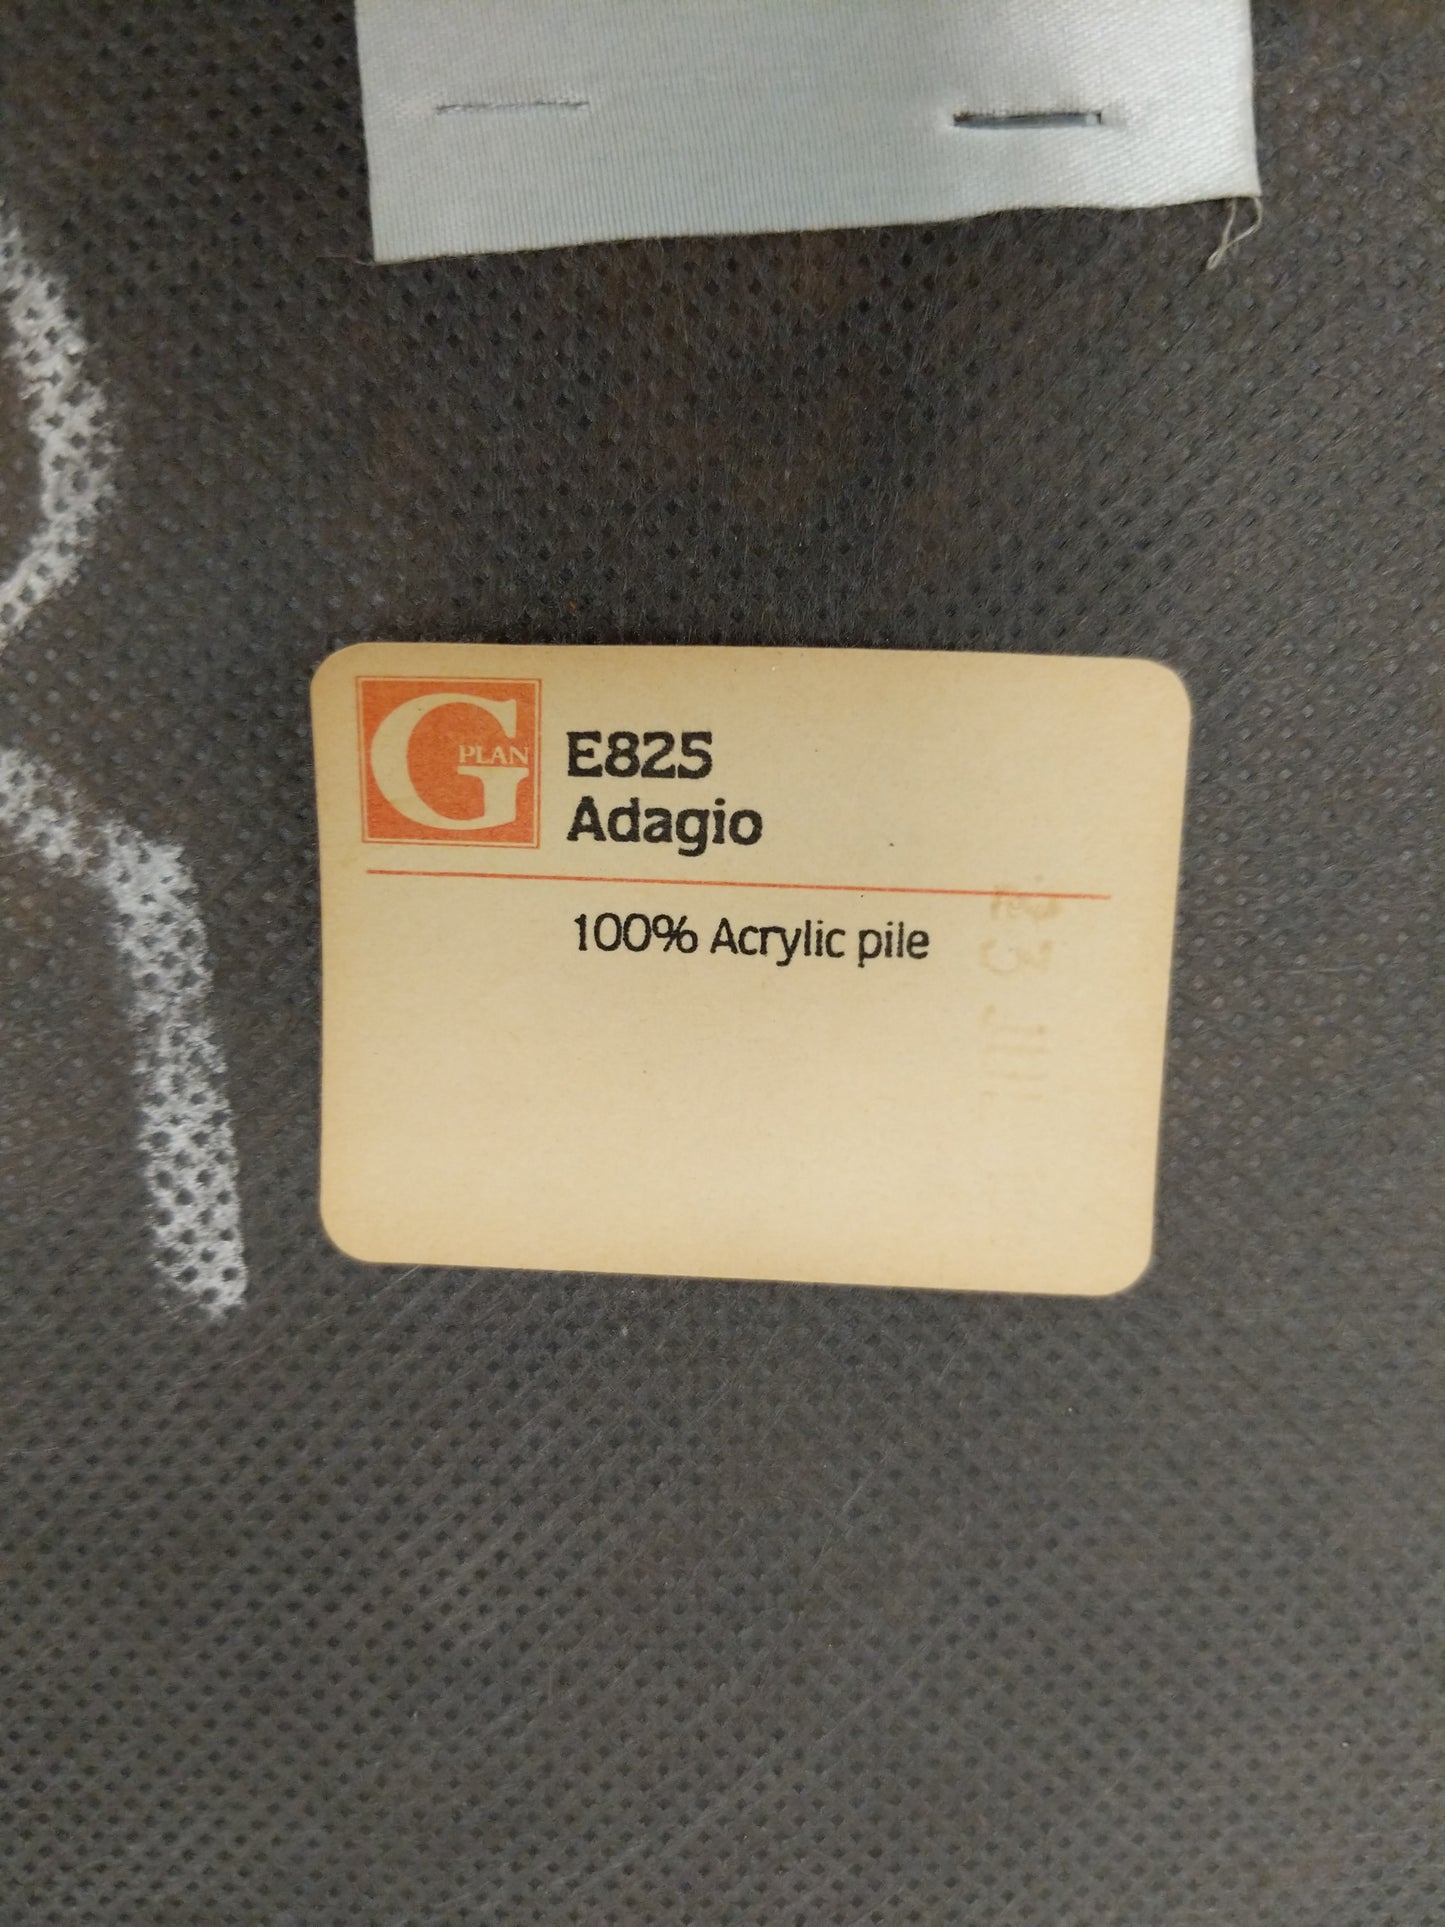 G PLAN
E825
Adagio
100% Acrylic pile